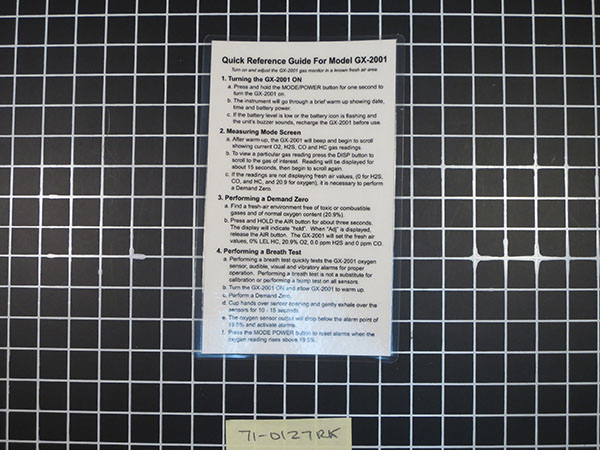 Quick Reference Guide For Model GX-2001
Turn on and adjust the GX-2001 gas monitor in a known fresh air area.
1. Turning the GX-2001 ON
a. Press and hold the MODE/POWER button for one second to
turn the GX-2001 on.
b. The instrument will go through a brief warm up showing date,
time and battery power.
c. If the battery level is low or the battery icon is flashing and
the unit's buzzer sounds, recharge the GX-2001 before use.
2. Measuring Mode Screen
a. After warm-up, the GX-2001 will beep and begin to scroll
showing current O2, H2S, CO and HC gas readings.
b. To view a particular gas reading press the DISP button to
scroll to the gas of interest. Reading will be displayed for
about 15 seconds, then begin to scroll again.
c. If the readings are not displaying fresh air values, (0 for H2S,
CO, and HC, and 20.9 for oxygen), it is necessary to perform
a Demand Zero.
3. Performing a Demand Zero
a. Find a fresh-air environment free of toxic or combustible
gases and of normal oxygen content (20.9%).
b. Press and HOLD the AIR button for about three seconds.
The display will indicate "hold". When "Adj" is displayed,
release the AIR button. The GX-2001 will set the fresh air
values, 0% LEL HC, 20.9% O2, 0.0 ppm H2S and 0 ppm CO.
4. Performing a Breath Test
a. Performing a breath test quickly tests the GX-2001 oxygen
sensor, audible, visual and vibratory alarms for proper
operation. Performing a breath test is not a substitute for
calibration or performing a bump test on all sensors.
b. Turn the GX-2001 ON and allow GX-2001 to warm up.
c. Perform a Demand Zero.
d. Cup hands over sensor opening and gently exhale over the
sensors for 10 - 15 seconds.
e. The oxygen sensor output will drop below the alarm point of
19.5% and activate alarms.
f. Press the MODE POWER button to reset alarms when the
oxygen reading rises above 19.5%.
71-0127RK